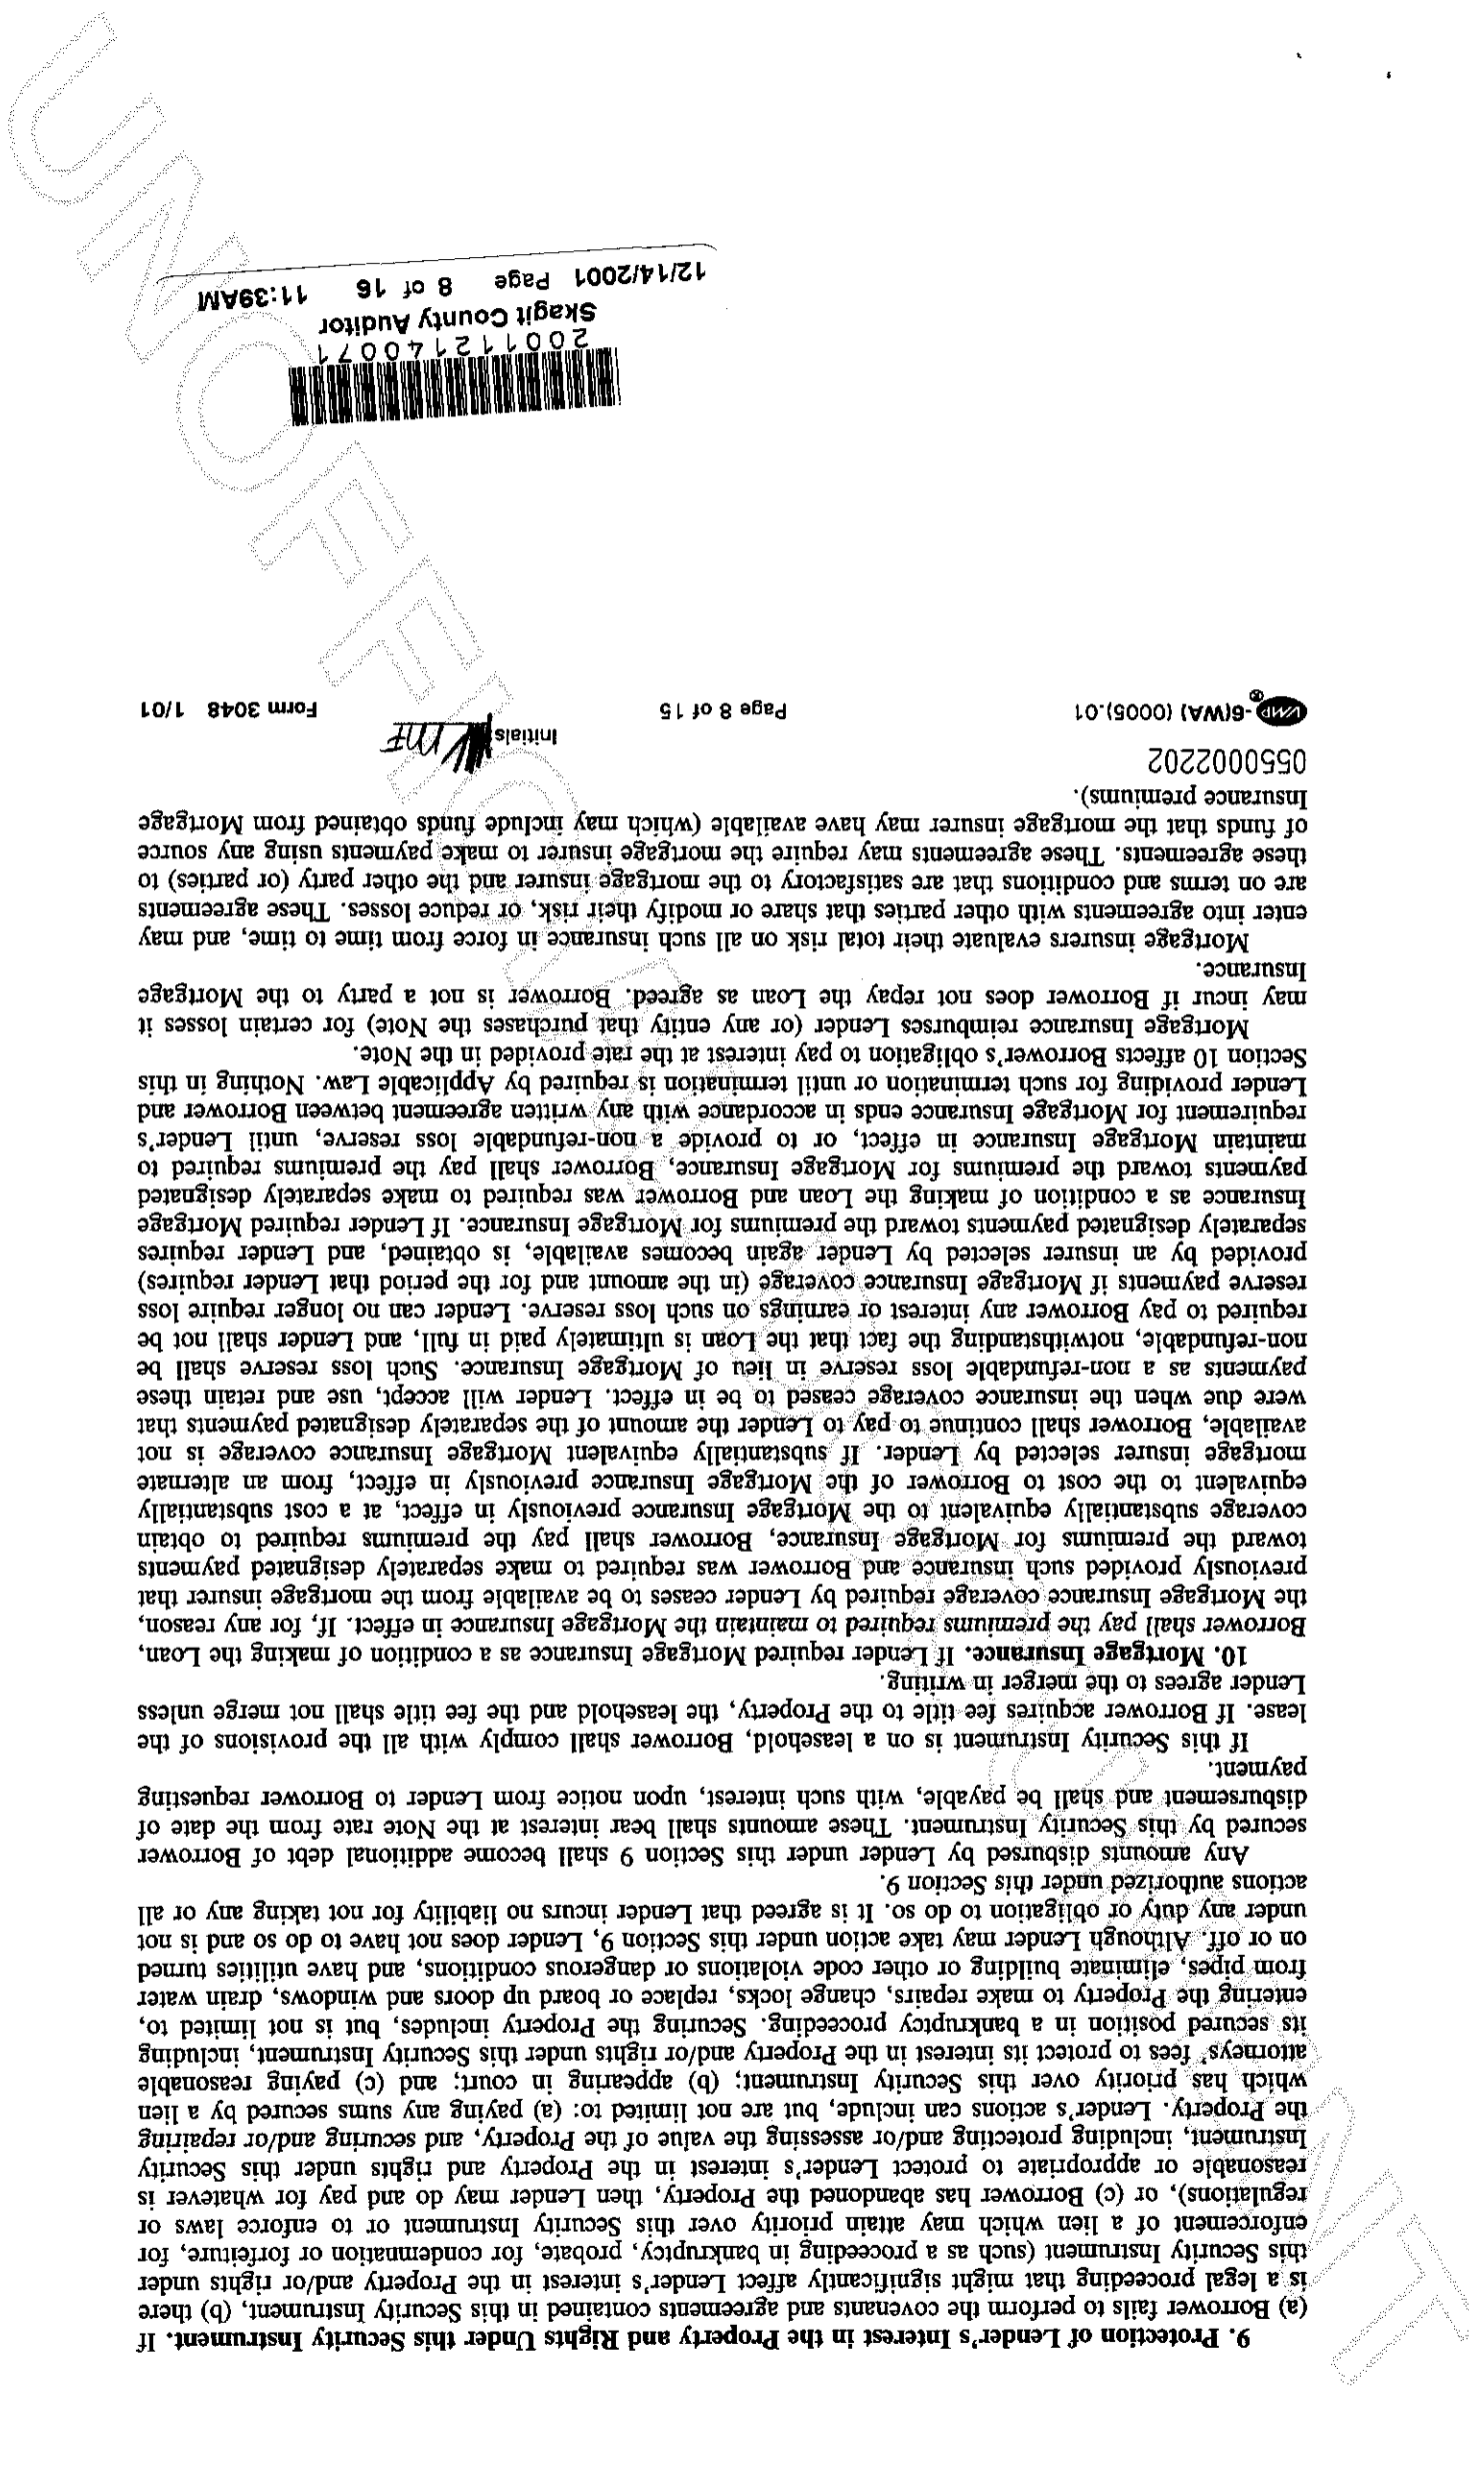 9. Protection of Lender's Interest in the Property and Rights Under this Security Instrument. If
(a) Borrower fails to perform the covenants and agreements contained in this Security Instrument, (b) there
is a legal proceeding that might significantly affect Lender's interest in the Property and/or rights under
this Security Instrument (such as a proceeding in bankruptcy, probate, for condemnation or forfeiture, for
enforcement of a lien which may attain priority over this Security Instrument or to enforce laws or
regulations), or (c) Borrower has abandoned the Property, then Lender may do and pay for whatever is
reasonable or appropriate to protect Lender's interest in the Property and rights under this Security
Instrument, including protecting and/or assessing the value of the Property, and securing and/or repairing
the Property. Lender's actions can include, but are not limited to: (a) paying any sums secured by a lien
which has priority over this Security Instrument; (b) appearing in court; and (c) paying reasonable
attorneys' fees to protect its interest in the Property and/or rights under this Security Instrument, including
its secured position in a bankruptcy proceeding. Securing the Property includes, but is not limited to,
entering the Property to make repairs, change locks, replace or board up doors and windows, drain water
from pipes, eliminate building or other code violations or dangerous conditions, and have utilities turned
on or off. Although Lender may take action under this Section 9, Lender does not have to do so and is not
under any duty or obligation to do so. It is agreed that Lender incurs no liability for not taking any or all
actions authorized under this Section 9.
Any amounts disbursed by Lender under this Section 9 shall become additional debt of Borrower
secured by this Security Instrument. These amounts shall bear interest at the Note rate from the date of
disbursement and shall be payable, with such interest, upon notice from Lender to Borrower requesting
payment.
If this Security Instrument is on a leasehold, Borrower shall comply with all the provisions of the
lease. If Borrower acquires fee title to the Property, the leasehold and the fee title shall not merge unless
Lender agrees to the merger in writing.
10. Mortgage Insurance. If Lender required Mortgage Insurance as a condition of making the Loan,
Borrower shall pay the premiums required to maintain the Mortgage Insurance in effect. If, for any reason,
the Mortgage Insurance coverage required by Lender ceases to be available from the mortgage insurer that
previously provided such insurance and Borrower was required to make separately designated payments
toward the premiums for Mortgage Insurance, Borrower shall pay the premiums required to obtain
coverage substantially equivalent to the Mortgage Insurance previously in effect, at a cost substantially
equivalent to the cost to Borrower of the Mortgage Insurance previously in effect, from an alternate
mortgage insurer selected by Lender. If substantially equivalent Mortgage Insurance coverage is not
available, Borrower shall continue to pay to Lender the amount of the separately designated payments that
were due when the insurance coverage ceased to be in effect. Lender will accept, use and retain these
payments as a non-refundable loss reserve in lieu of Mortgage Insurance. Such loss reserve shall be
non-refundable, notwithstanding the fact that the Loan is ultimately paid in full, and Lender shall not be
required to pay Borrower any interest or earnings on such loss reserve. Lender can no longer require loss
reserve payments if Mortgage Insurance coverage (in the amount and for the period that Lender requires)
provided by an insurer selected by Lender again becomes available, is obtained, and Lender requires
separately designated payments toward the premiums for Mortgage Insurance. If Lender required Mortgage
Insurance as a condition of making the Loan and Borrower was required to make separately designated
payments toward the premiums for Mortgage Insurance, Borrower shall pay the premiums required to
maintain Mortgage Insurance in effect, or to provide a non-refundable loss reserve, until Lender's
requirement for Mortgage Insurance ends in accordance with any written agreement between Borrower and
Lender providing for such termination or until termination is required by Applicable Law. Nothing in this
Section 10 affects Borrower's obligation to pay interest at the rate provided in the Note.
Mortgage Insurance reimburses Lender (or any entity that purchases the Note) for certain losses it
may incur if Borrower does not repay the Loan as agreed. Borrower is not a party to the Mortgage
Insurance.
Mortgage insurers evaluate their total risk on all such insurance in force from time to time, and may
enter into agreements with other parties that share or modify their risk, or reduce losses. These agreements
are on terms and conditions that are satisfactory to the mortgage insurer and the other party (or parties) to
these agreements. These agreements may require the mortgage insurer to make payments using any source
of funds that the mortgage insurer may have available (which may include funds obtained from Mortgage
Insurance premiums).
0550002202
Initials:
VMP®-6(WA) (0005).01 Page 8 of 15 Form 3048 1/01
200112140071
Skagit County Auditor
12/14/2001 Page 8 of 16 11:39AM
UNOFFICIAL DOCUMENT